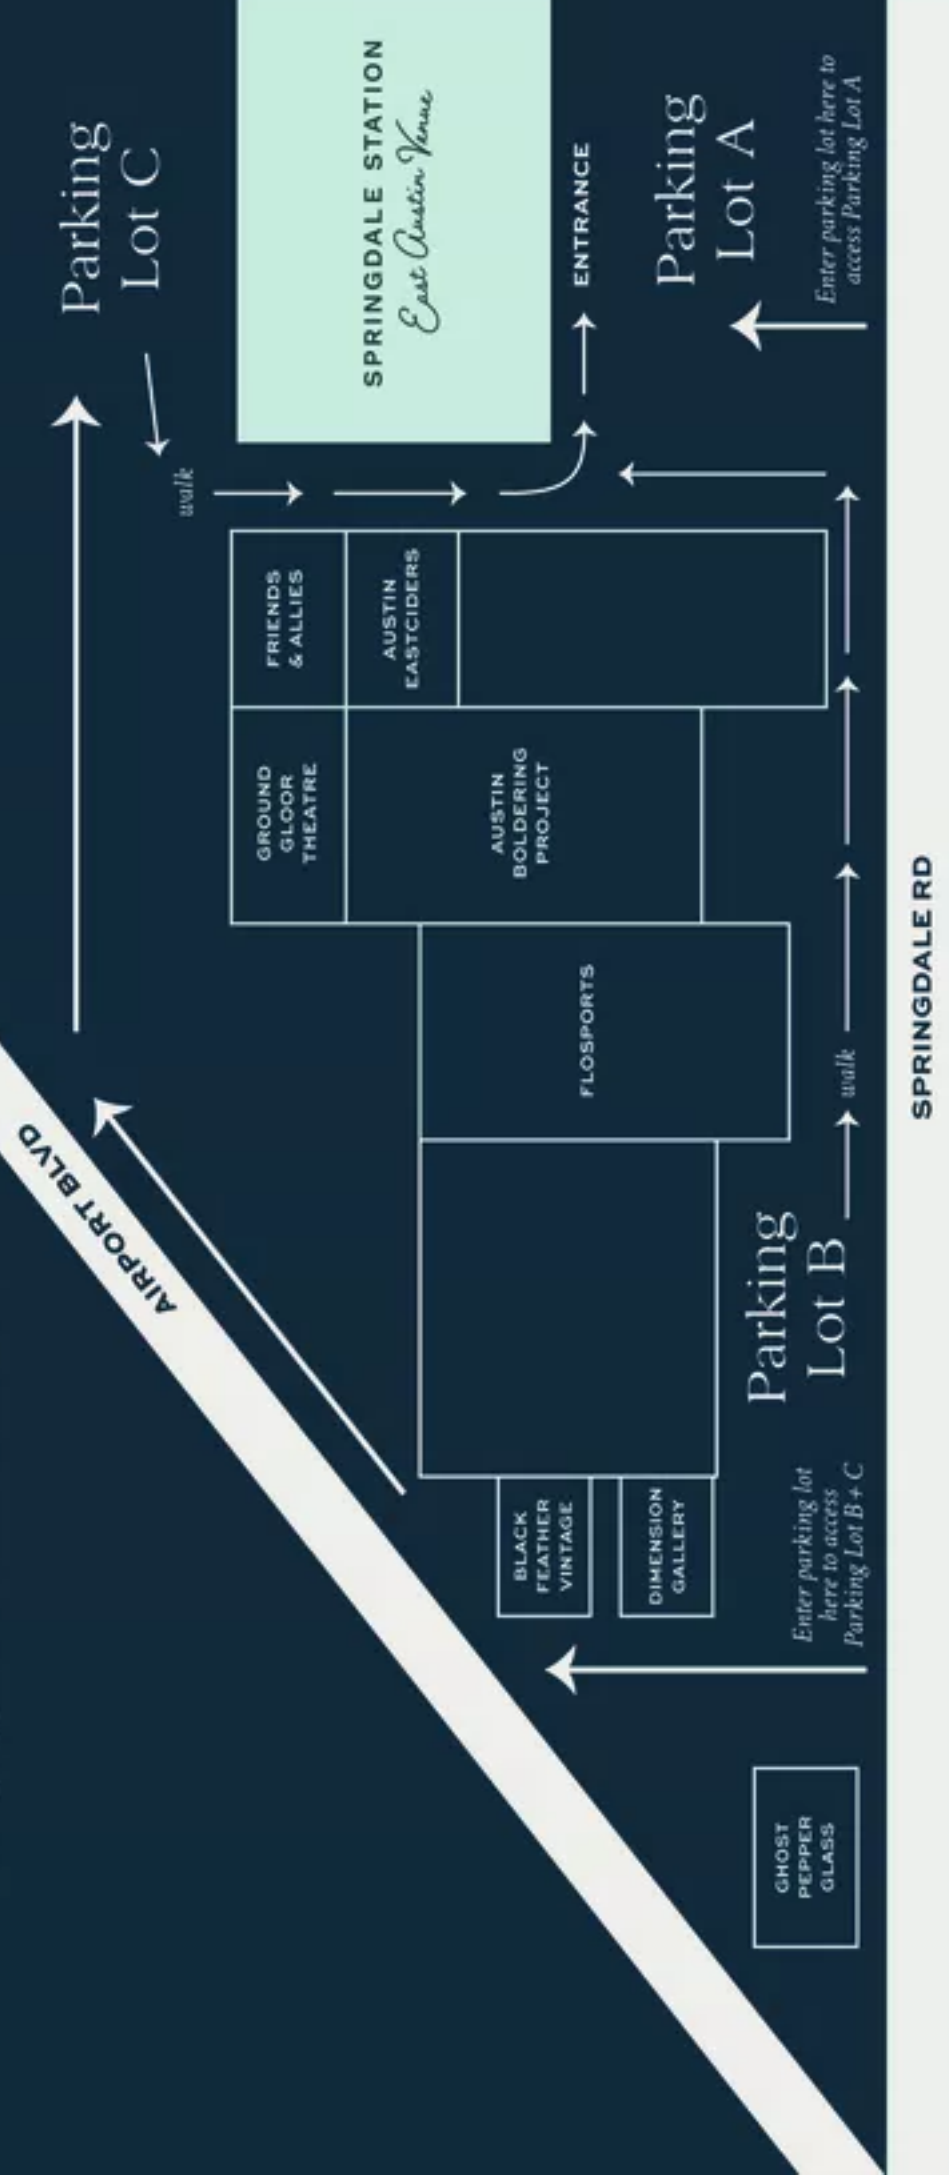 Parking
Lot C
SPRINGDALE STATION
East Austin Venue
ENTRANCE
Parking
Lot A
Enter parking lot here to
access Parking Lot A
walk
FRIENDS
& ALLIES
AUSTIN
EASTCIDERS
GROUND
GLOOR
THEATRE
AUSTIN
BOLDERING
PROJECT
FLOSPORTS
walk
SPRINGDALE RD
AIRPORT BLVD
Parking
Lot B
BLACK
FEATHER
VINTAGE
DIMENSION
GALLERY
Enter parking lot
here to access
Parking Lot B + C
GHOST
PEPPER
GLASS